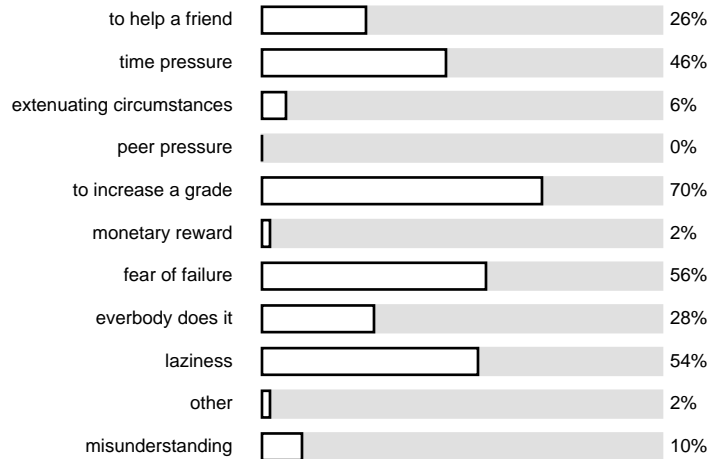 to help a friend 26%
time pressure 46%
extenuating circumstances 6%
peer pressure 0%
to increase a grade 70%
monetary reward 2%
fear of failure 56%
everbody does it 28%
laziness 54%
other 2%
misunderstanding 10%